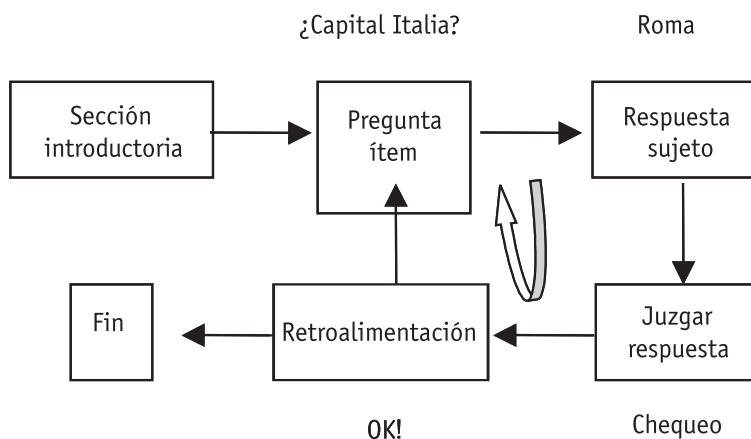 ¿Capital Italia?
Roma
Sección
introductoria
Pregunta
ítem
Respuesta
sujeto
Fin
Retroalimentación
Juzgar
respuesta
OK!
Chequeo